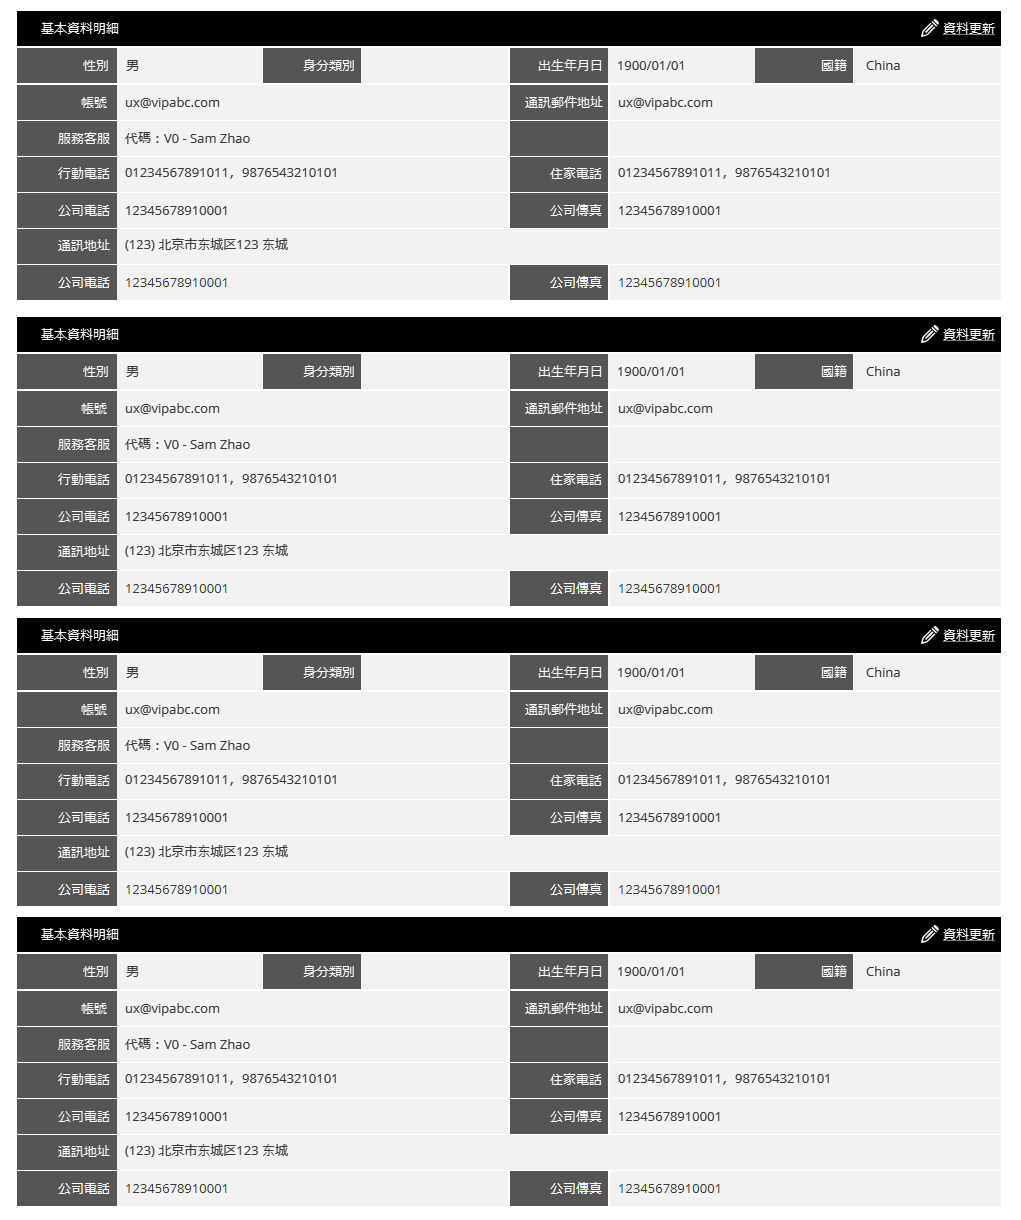 基本資料明細 資料更新
性別 男 身分類別 出生年月日 1900/01/01 國籍 China
帳號 ux@vipabc.com 通訊郵件地址 ux@vipabc.com
服務客服 代碼：V0 - Sam Zhao
行動電話 01234567891011，9876543210101 住家電話 01234567891011，9876543210101
公司電話 12345678910001 公司傳真 12345678910001
通訊地址 (123) 北京市东城区123 东城
公司電話 12345678910001 公司傳真 12345678910001
基本資料明細 資料更新
性別 男 身分類別 出生年月日 1900/01/01 國籍 China
帳號 ux@vipabc.com 通訊郵件地址 ux@vipabc.com
服務客服 代碼：V0 - Sam Zhao
行動電話 01234567891011，9876543210101 住家電話 01234567891011，9876543210101
公司電話 12345678910001 公司傳真 12345678910001
通訊地址 (123) 北京市东城区123 东城
公司電話 12345678910001 公司傳真 12345678910001
基本資料明細 資料更新
性別 男 身分類別 出生年月日 1900/01/01 國籍 China
帳號 ux@vipabc.com 通訊郵件地址 ux@vipabc.com
服務客服 代碼：V0 - Sam Zhao
行動電話 01234567891011，9876543210101 住家電話 01234567891011，9876543210101
公司電話 12345678910001 公司傳真 12345678910001
通訊地址 (123) 北京市东城区123 东城
公司電話 12345678910001 公司傳真 12345678910001
基本資料明細 資料更新
性別 男 身分類別 出生年月日 1900/01/01 國籍 China
帳號 ux@vipabc.com 通訊郵件地址 ux@vipabc.com
服務客服 代碼：V0 - Sam Zhao
行動電話 01234567891011，9876543210101 住家電話 01234567891011，9876543210101
公司電話 12345678910001 公司傳真 12345678910001
通訊地址 (123) 北京市东城区123 东城
公司電話 12345678910001 公司傳真 12345678910001